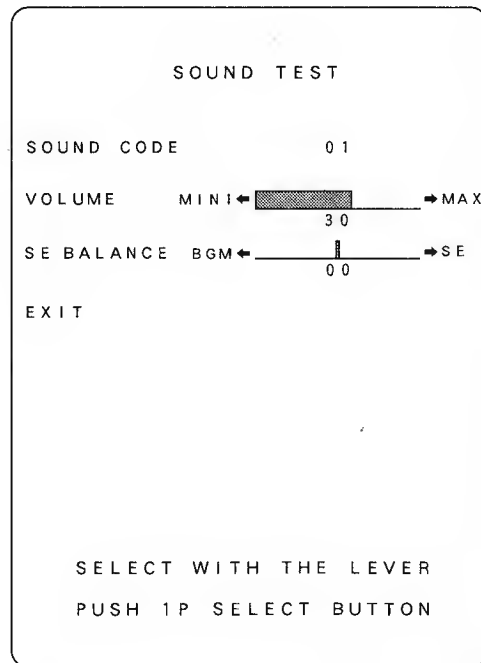 SOUND TEST
SOUND CODE 01
VOLUME MINI←→MAX
30
SE BALANCE BGM←→SE
00
EXIT
SELECT WITH THE LEVER
PUSH 1P SELECT BUTTON